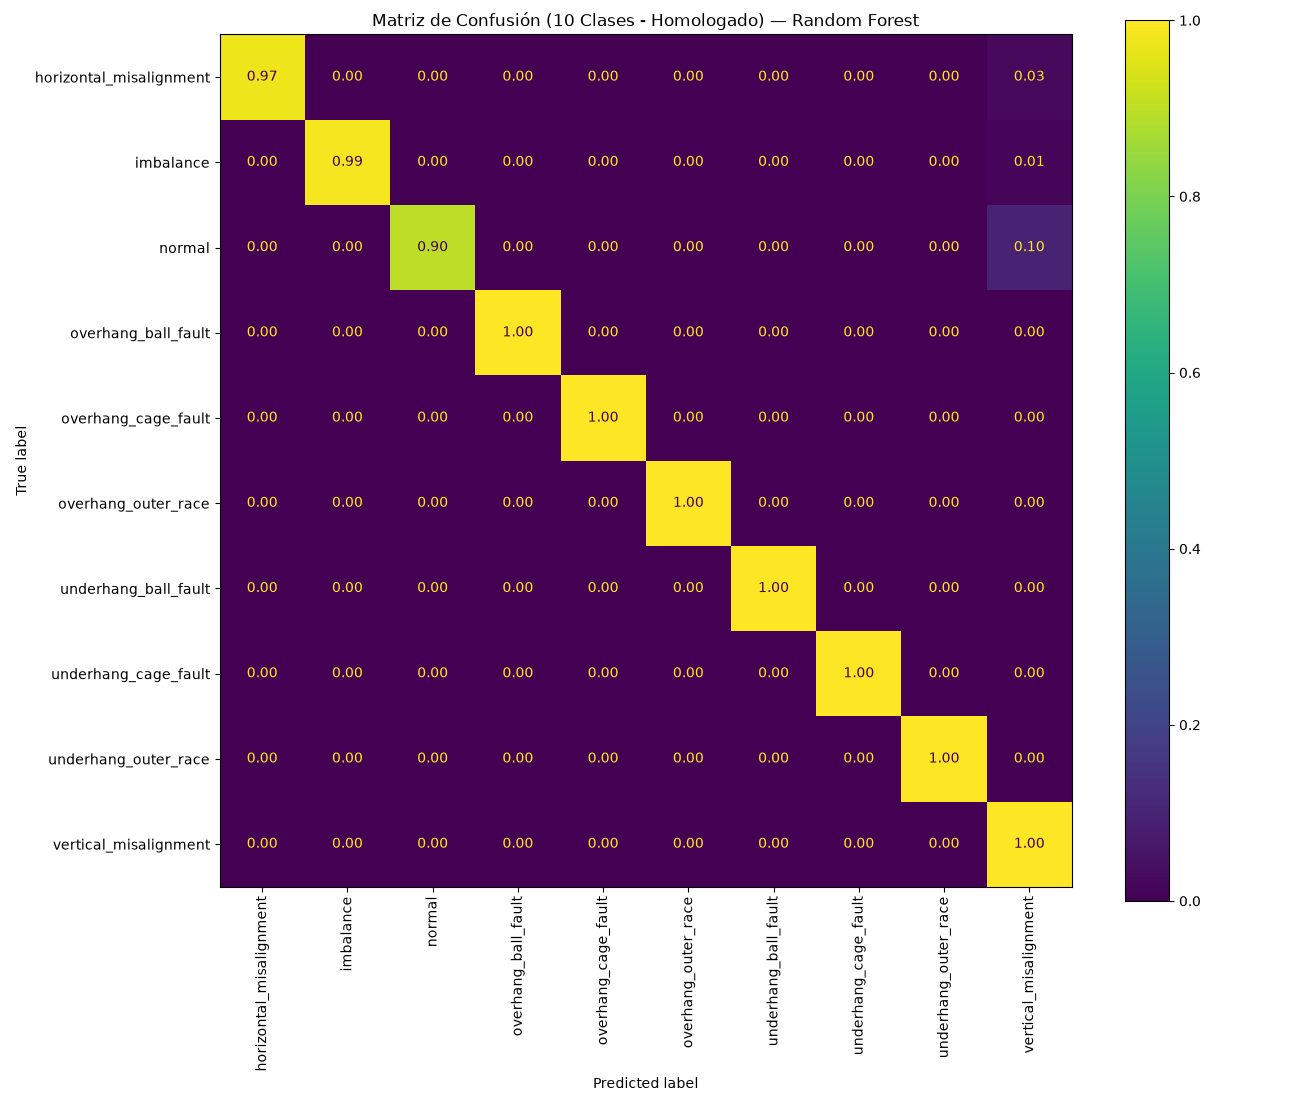 Matriz de Confusión (10 Clases - Homologado) — Random Forest
True label
horizontal_misalignment 0.97 0.00 0.00 0.00 0.00 0.00 0.00 0.00 0.00 0.03
imbalance 0.00 0.99 0.00 0.00 0.00 0.00 0.00 0.00 0.00 0.01
normal 0.00 0.00 0.90 0.00 0.00 0.00 0.00 0.00 0.00 0.10
overhang_ball_fault 0.00 0.00 0.00 1.00 0.00 0.00 0.00 0.00 0.00 0.00
overhang_cage_fault 0.00 0.00 0.00 0.00 1.00 0.00 0.00 0.00 0.00 0.00
overhang_outer_race 0.00 0.00 0.00 0.00 0.00 1.00 0.00 0.00 0.00 0.00
underhang_ball_fault 0.00 0.00 0.00 0.00 0.00 0.00 1.00 0.00 0.00 0.00
underhang_cage_fault 0.00 0.00 0.00 0.00 0.00 0.00 0.00 1.00 0.00 0.00
underhang_outer_race 0.00 0.00 0.00 0.00 0.00 0.00 0.00 0.00 1.00 0.00
vertical_misalignment 0.00 0.00 0.00 0.00 0.00 0.00 0.00 0.00 0.00 1.00
horizontal_misalignment
imbalance
normal
overhang_ball_fault
overhang_cage_fault
overhang_outer_race
underhang_ball_fault
underhang_cage_fault
underhang_outer_race
vertical_misalignment
Predicted label
1.0
0.8
0.6
0.4
0.2
0.0